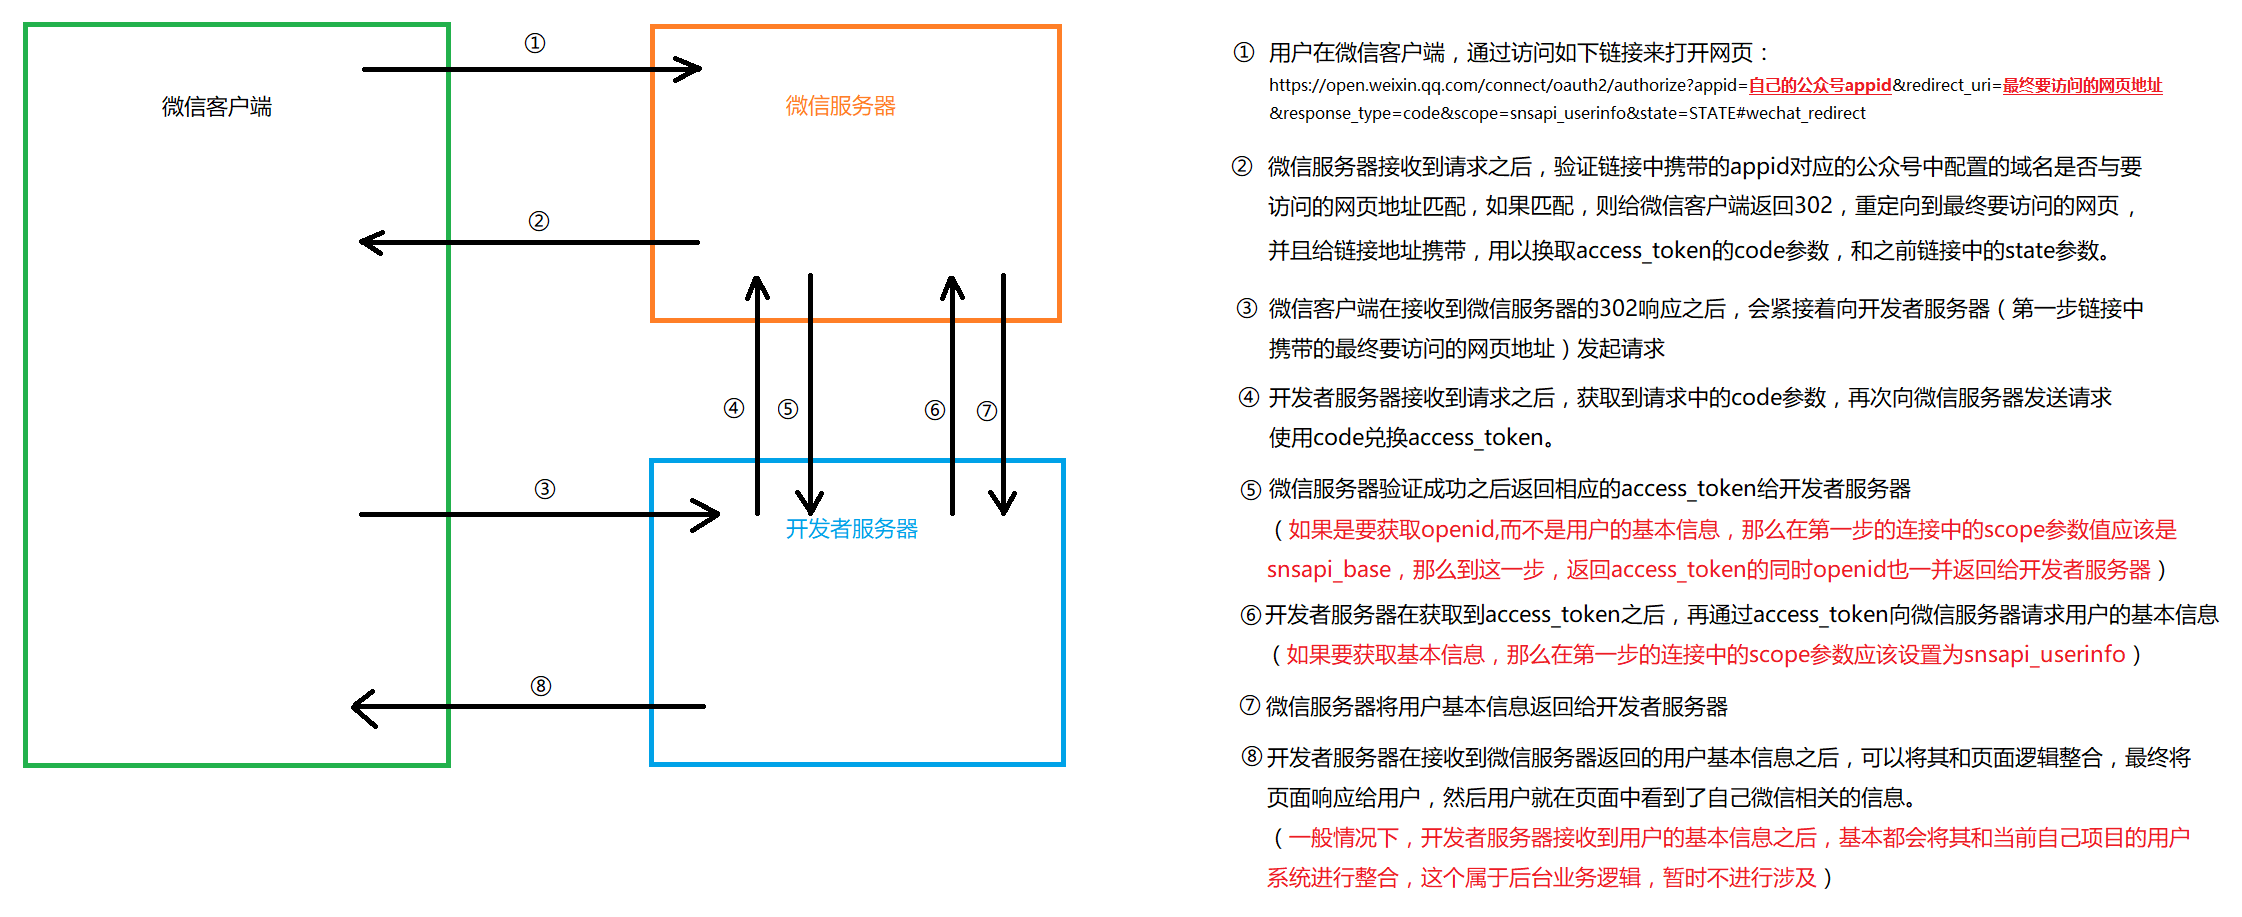 ①
微信客户端
微信服务器
②
④
⑤
⑥
⑦
③
开发者服务器
⑧
① 用户在微信客户端，通过访问如下链接来打开网页：
https://open.weixin.qq.com/connect/oauth2/authorize?appid=自己的公众号appid&redirect_uri=最终要访问的网页地址
&response_type=code&scope=snsapi_userinfo&state=STATE#wechat_redirect
② 微信服务器接收到请求之后，验证链接中携带的appid对应的公众号中配置的域名是否与要
访问的网页地址匹配，如果匹配，则给微信客户端返回302，重定向到最终要访问的网页，
并且给链接地址携带，用以换取access_token的code参数，和之前链接中的state参数。
③ 微信客户端在接收到微信服务器的302响应之后，会紧接着向开发者服务器（第一步链接中
携带的最终要访问的网页地址）发起请求
④ 开发者服务器接收到请求之后，获取到请求中的code参数，再次向微信服务器发送请求
使用code兑换access_token。
⑤ 微信服务器验证成功之后返回相应的access_token给开发者服务器
（如果是要获取openid,而不是用户的基本信息，那么在第一步的连接中的scope参数值应该是
snsapi_base，那么到这一步，返回access_token的同时openid也一并返回给开发者服务器）
⑥ 开发者服务器在获取到access_token之后，再通过access_token向微信服务器请求用户的基本信息
（如果要获取基本信息，那么在第一步的连接中的scope参数应该设置为snsapi_userinfo）
⑦ 微信服务器将用户基本信息返回给开发者服务器
⑧ 开发者服务器在接收到微信服务器返回的用户基本信息之后，可以将其和页面逻辑整合，最终将
页面响应给用户，然后用户就在页面中看到了自己微信相关的信息。
（一般情况下，开发者服务器接收到用户的基本信息之后，基本都会将其和当前自己项目的用户
系统进行整合，这个属于后台业务逻辑，暂时不进行涉及）